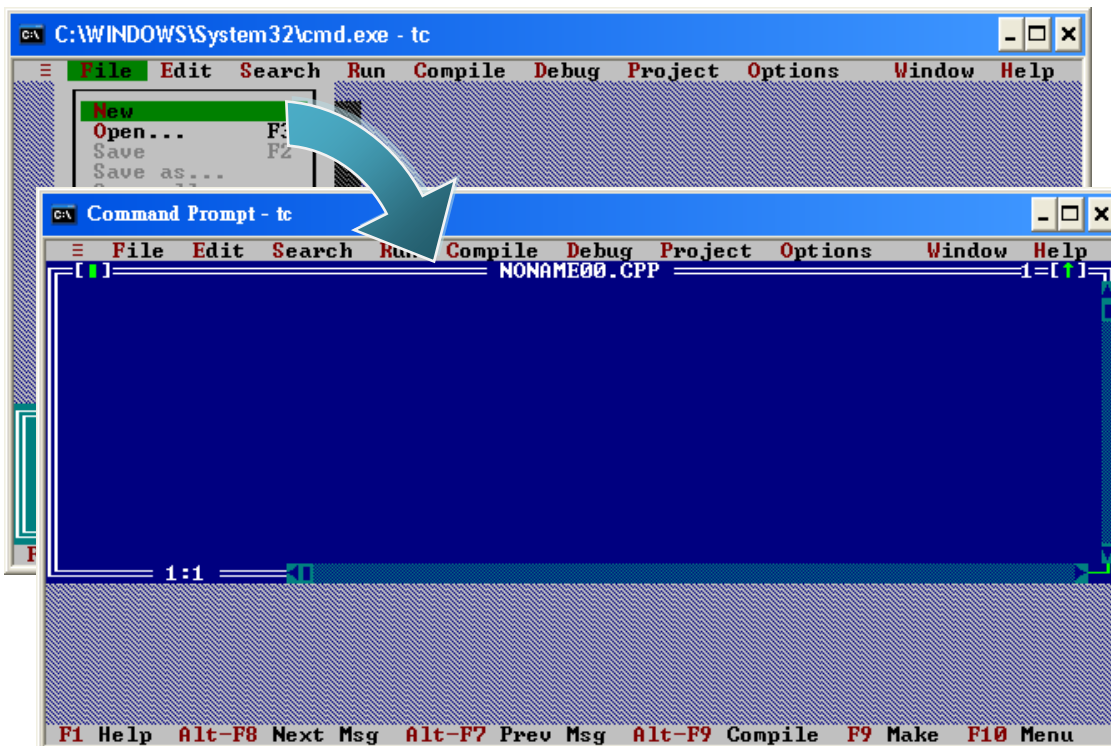 C:\WINDOWS\System32\cmd.exe - tc
≡ File Edit Search Run Compile Debug Project Options Window Help
New
Open... F3
Save F2
Save as...
Command Prompt - tc
≡ File Edit Search Run Compile Debug Project Options Window Help
[■] NONAME00.CPP 1=[↑]
1:1
F1 Help Alt-F8 Next Msg Alt-F7 Prev Msg Alt-F9 Compile F9 Make F10 Menu